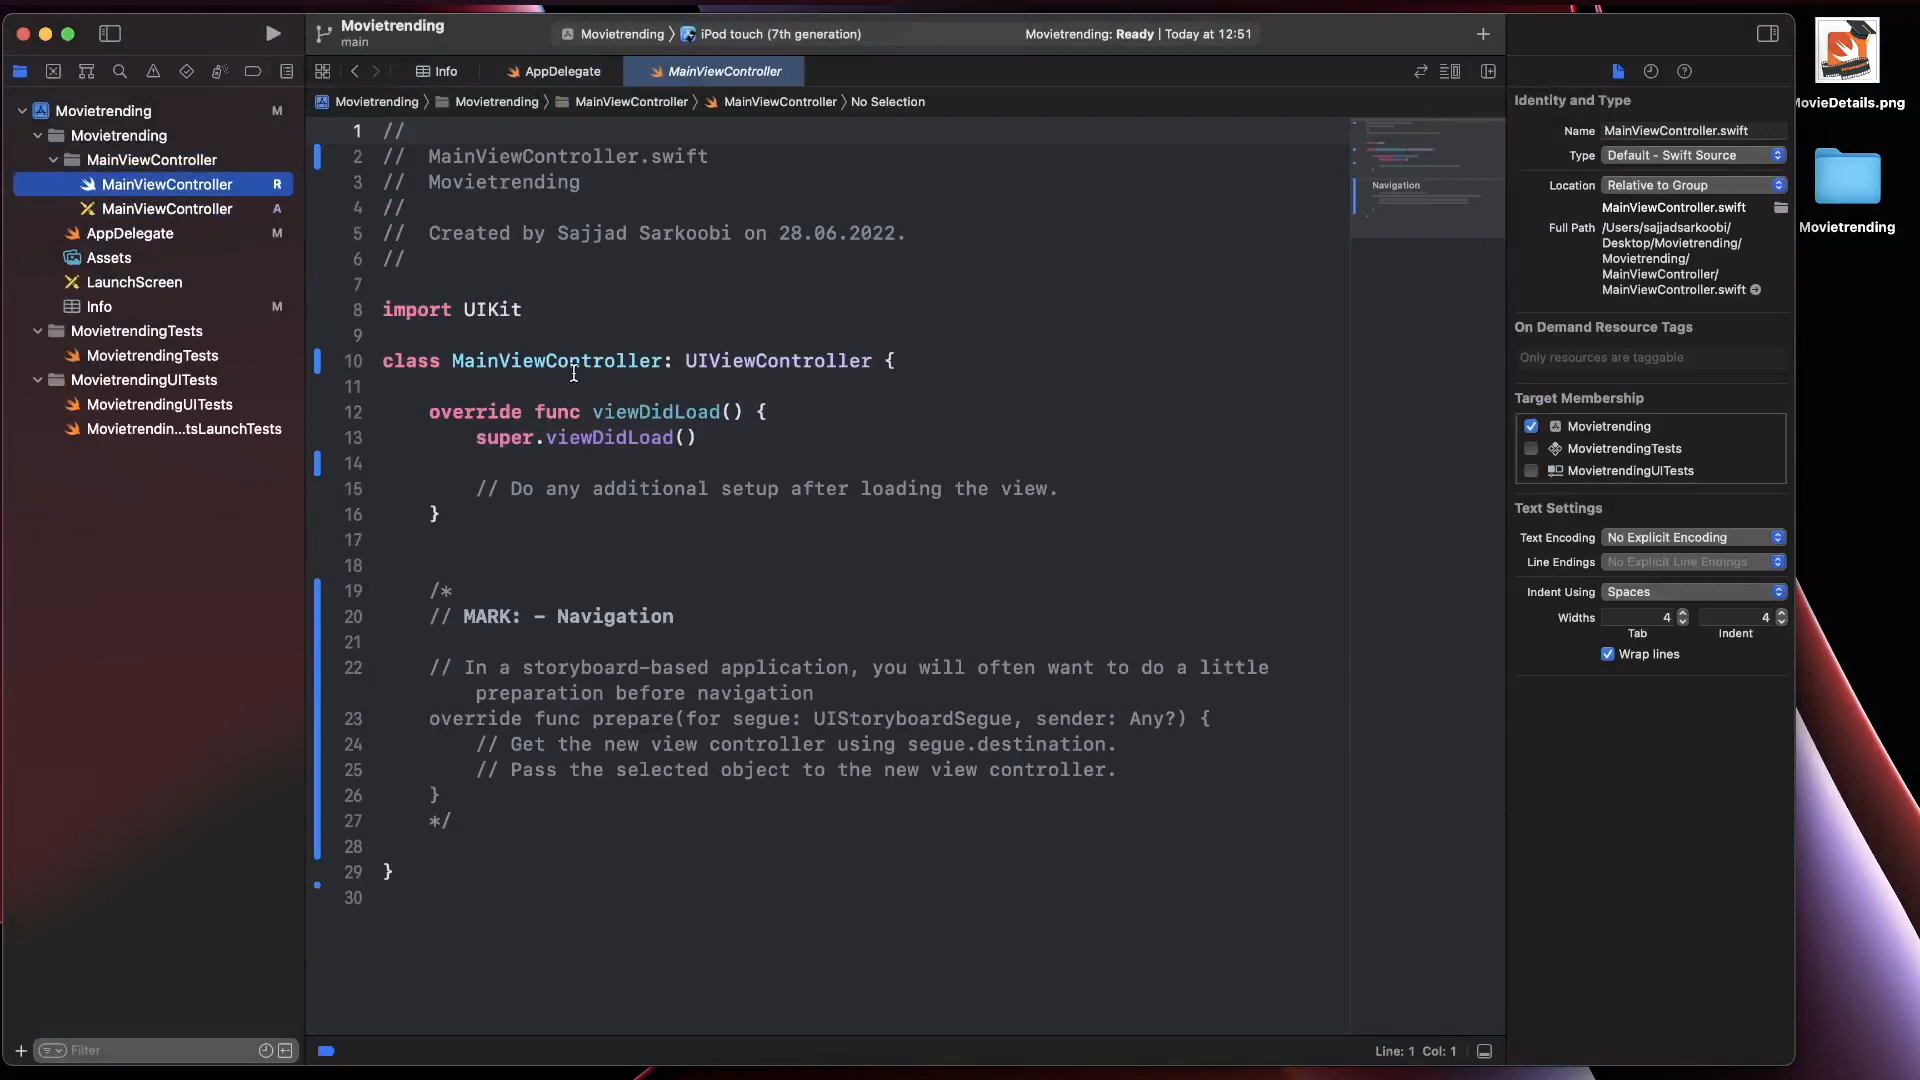 Movietrending
main
Movietrending
iPod touch (7th generation)
Movietrending: Ready | Today at 12:51
Info
AppDelegate
MainViewController
Movietrending
Movietrending
MainViewController
MainViewController
No Selection
Movietrending M
Movietrending
MainViewController
MainViewController R
MainViewController A
AppDelegate M
Assets
LaunchScreen
Info M
MovietrendingTests
MovietrendingTests
MovietrendingUITests
MovietrendingUITests
Movietrendin...tsLaunchTests
Filter
1 //
2 //  MainViewController.swift
3 //  Movietrending
4 //
5 //  Created by Sajjad Sarkoobi on 28.06.2022.
6 //
7
8 import UIKit
9
10 class MainViewController: UIViewController {
11
12     override func viewDidLoad() {
13         super.viewDidLoad()
14
15         // Do any additional setup after loading the view.
16     }
17
18
19     /*
20     // MARK: - Navigation
21
22     // In a storyboard-based application, you will often want to do a little
preparation before navigation
23     override func prepare(for segue: UIStoryboardSegue, sender: Any?) {
24         // Get the new view controller using segue.destination.
25         // Pass the selected object to the new view controller.
26     }
27     */
28
29 }
30
Navigation
Line: 1 Col: 1
Identity and Type
Name MainViewController.swift
Type Default - Swift Source
Location Relative to Group
MainViewController.swift
Full Path /Users/sajjadsarkoobi/
Desktop/Movietrending/
Movietrending/
MainViewController/
MainViewController.swift
On Demand Resource Tags
Only resources are taggable
Target Membership
Movietrending
MovietrendingTests
MovietrendingUITests
Text Settings
Text Encoding No Explicit Encoding
Line Endings No Explicit Line Endings
Indent Using Spaces
Widths 4 4
Tab Indent
Wrap lines
MovieDetails.png
Movietrending